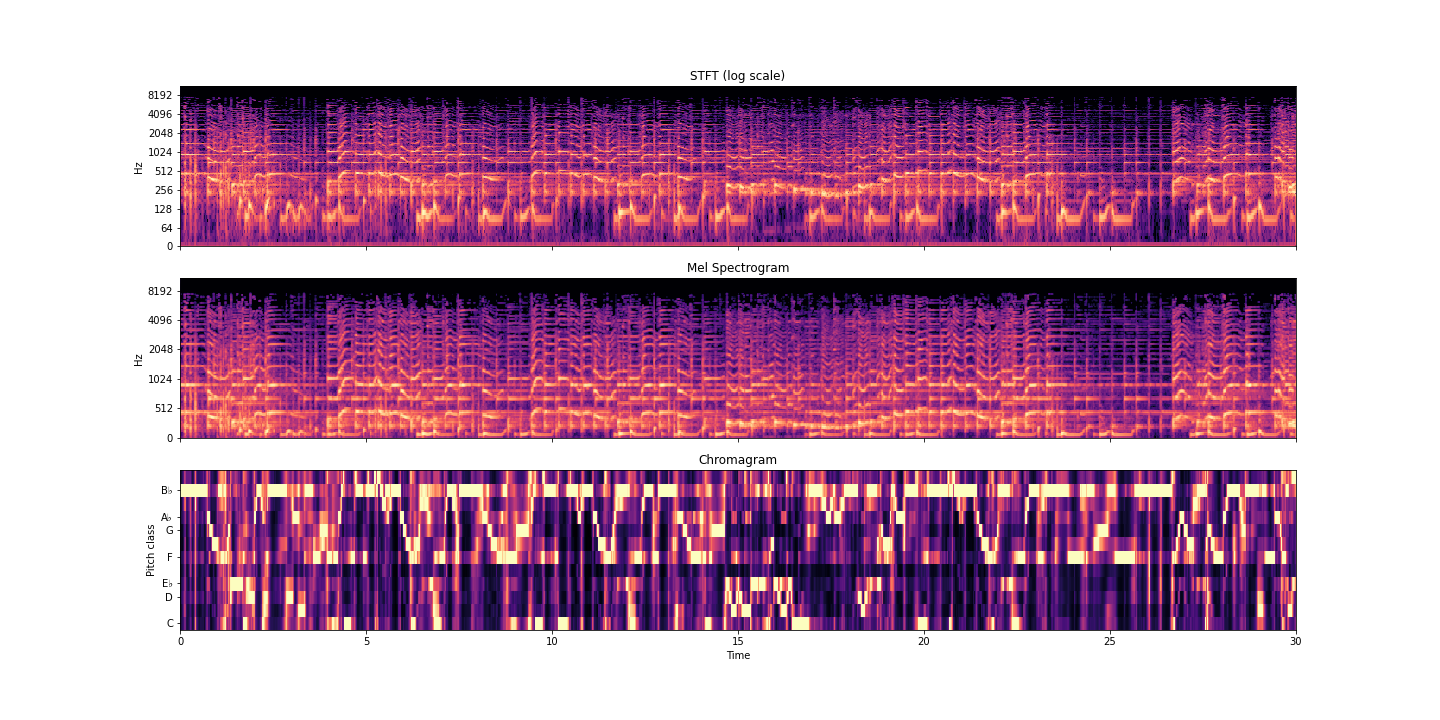 STFT (log scale)
8192
4096
2048
1024
512
256
128
64
0
Hz
Mel Spectrogram
8192
4096
2048
1024
512
0
Hz
Chromagram
B♭
A♭
G
F
E♭
D
C
Pitch class
0 5 10 15 20 25 30
Time